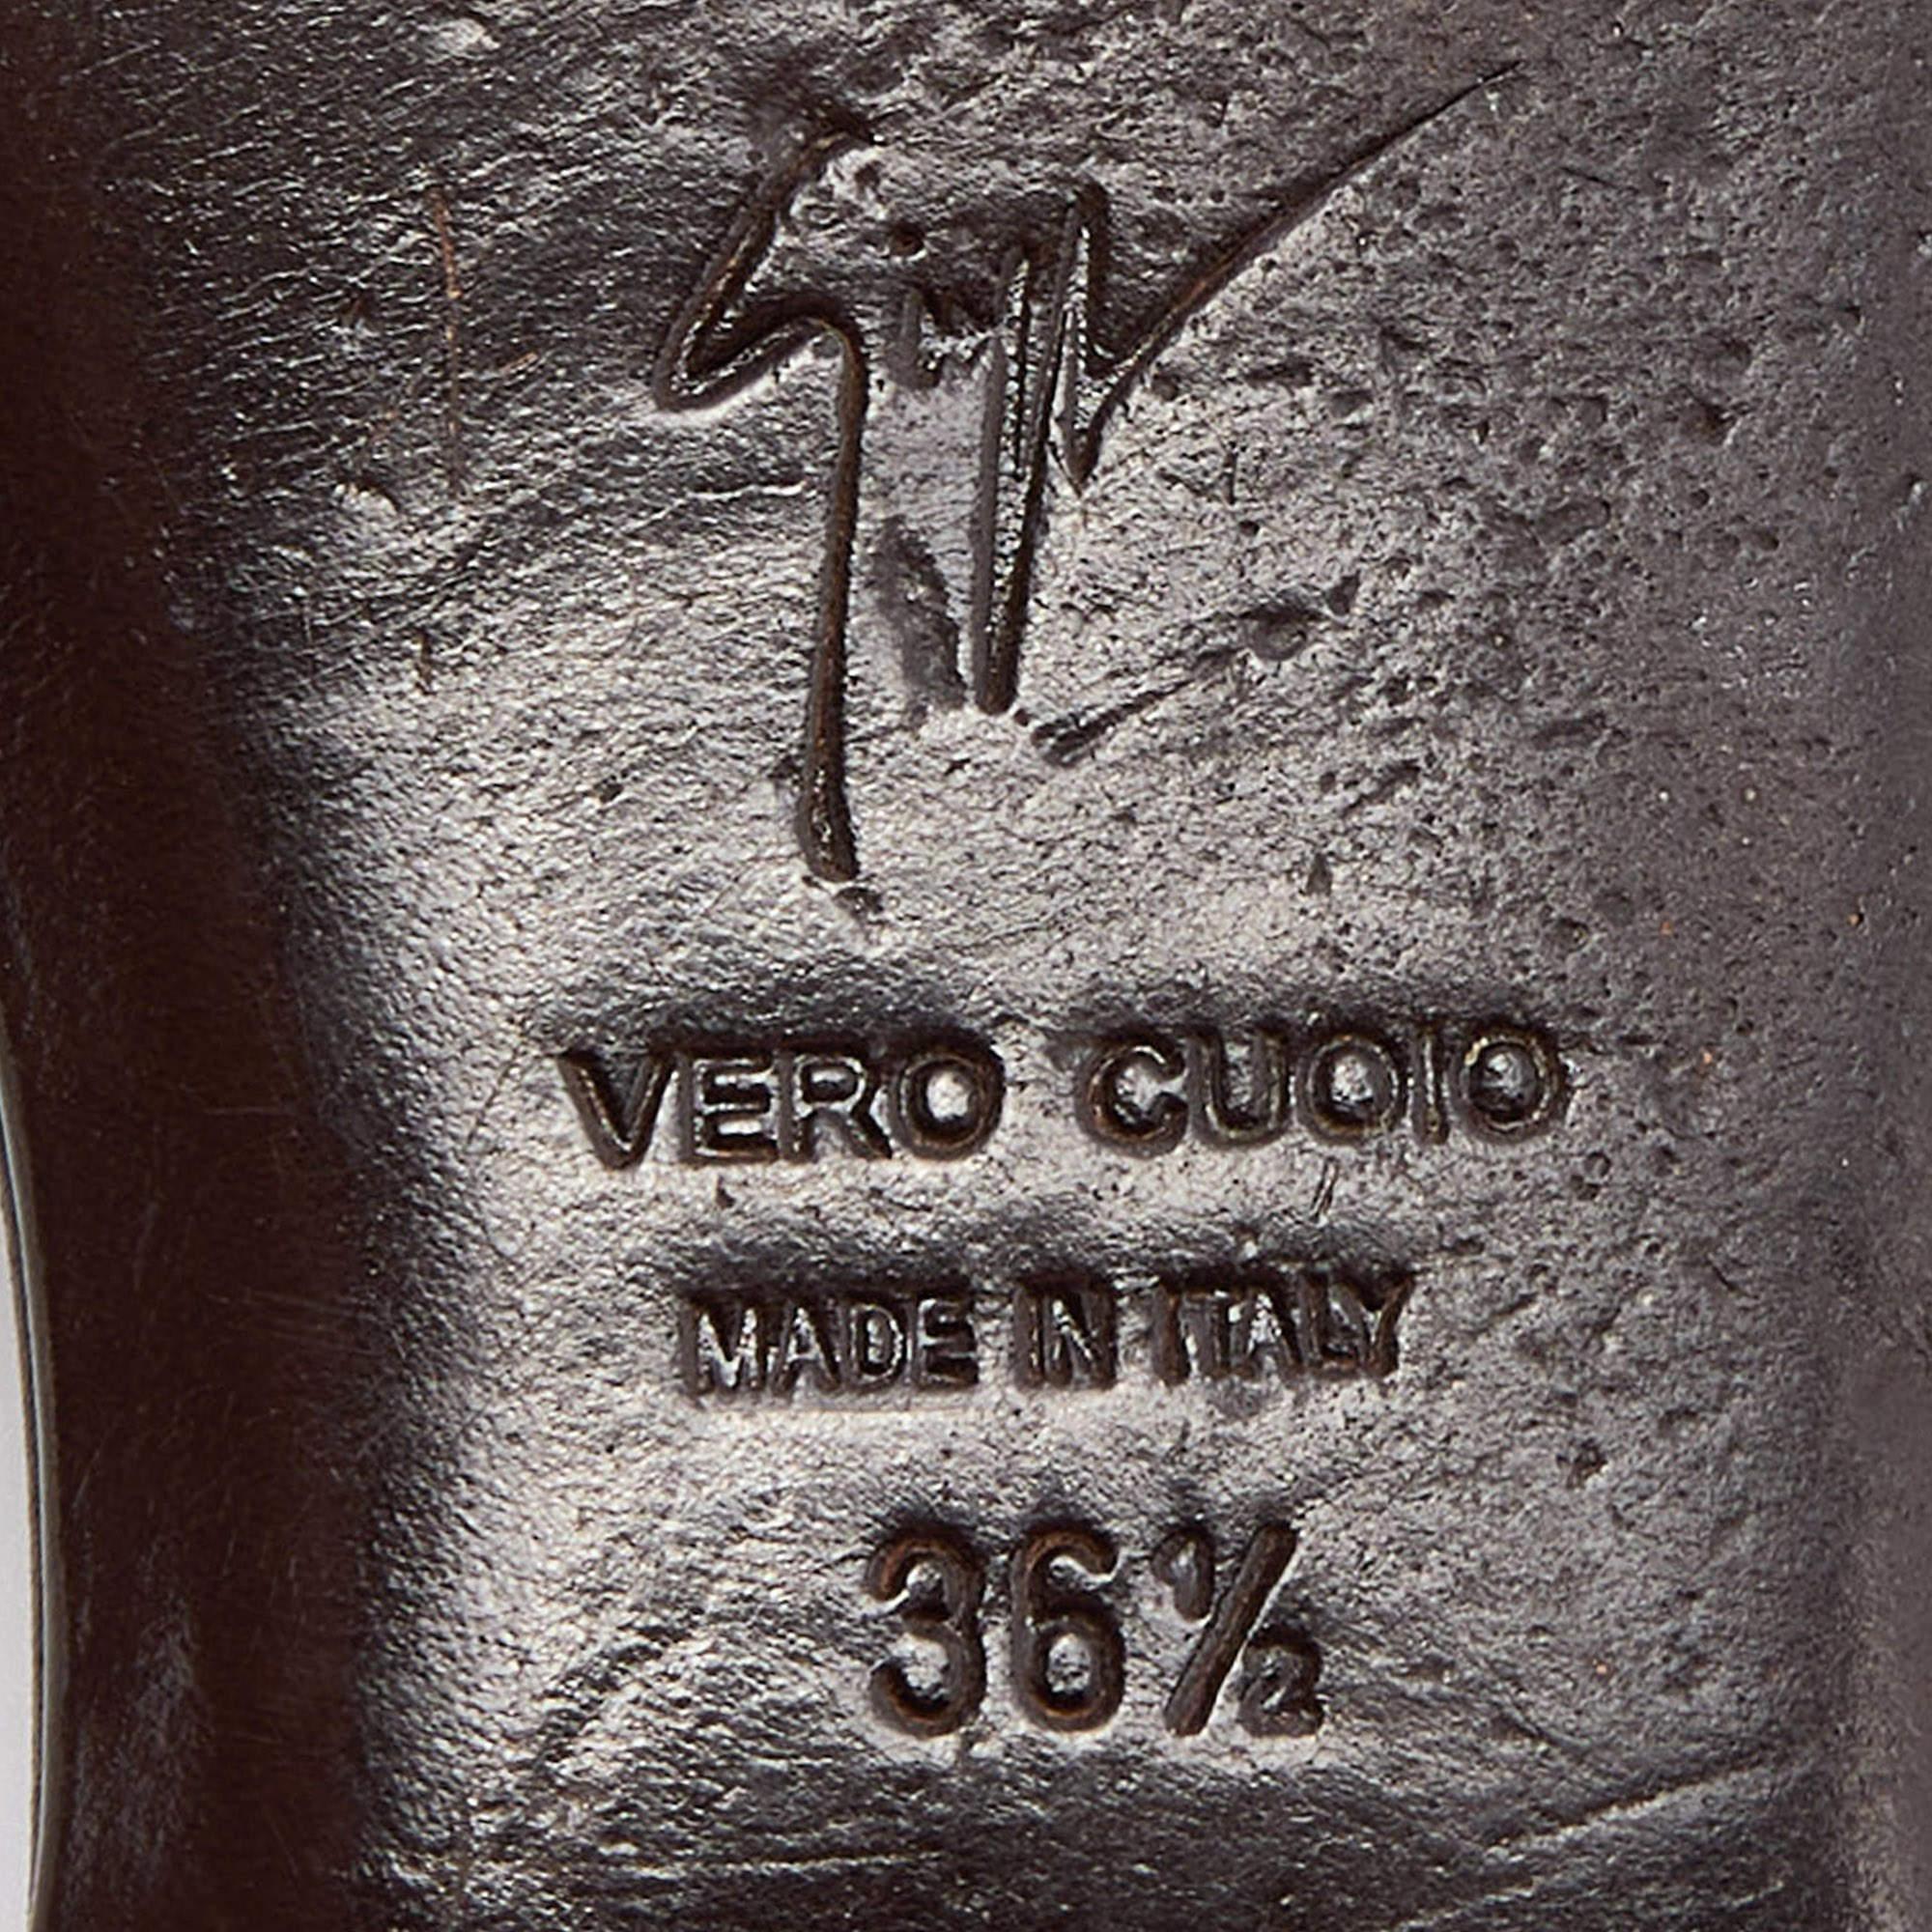 VERO CUOIO
MADE IN ITALY
36½